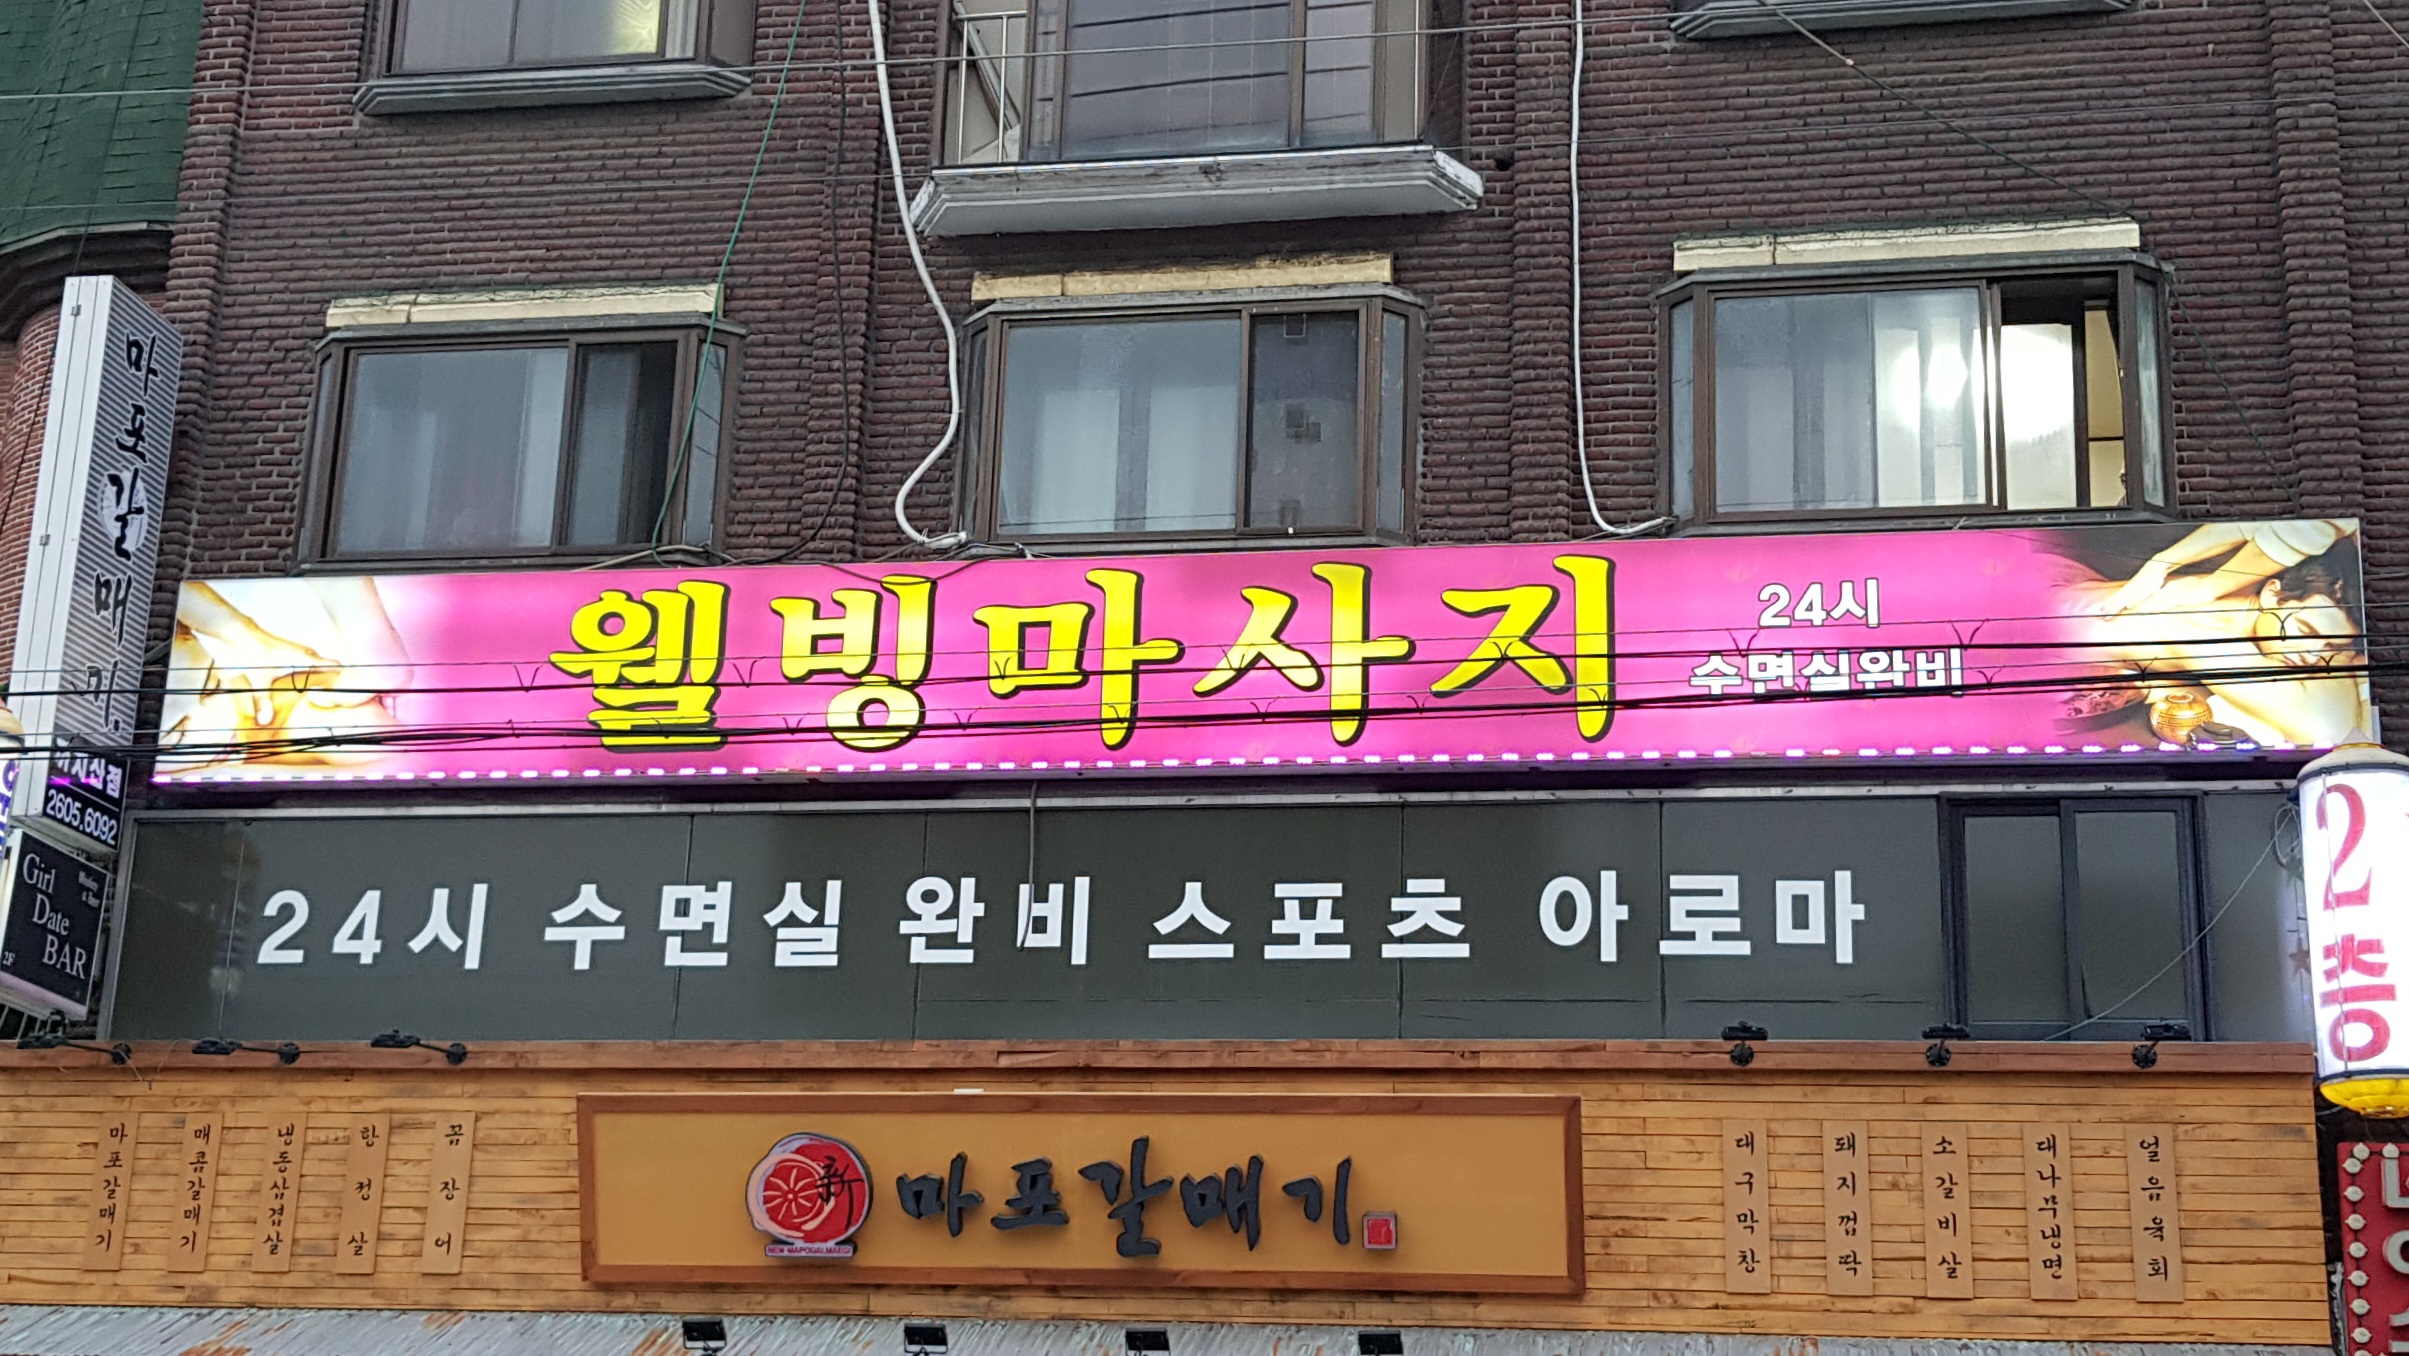 마포갈매기
2605.6092
Girl
Date
BAR
2F
웰빙마사지
24시
수면실완비
24시 수면실 완비 스포츠 아로마
2층
마포갈매기
매콤갈매기
냉동삼겹살
항정살
꼼장어
新
NEW MAPOGALMAEGI
마포갈매기
대구막창
돼지껍딱
소갈비살
대나무냉면
얼음육회